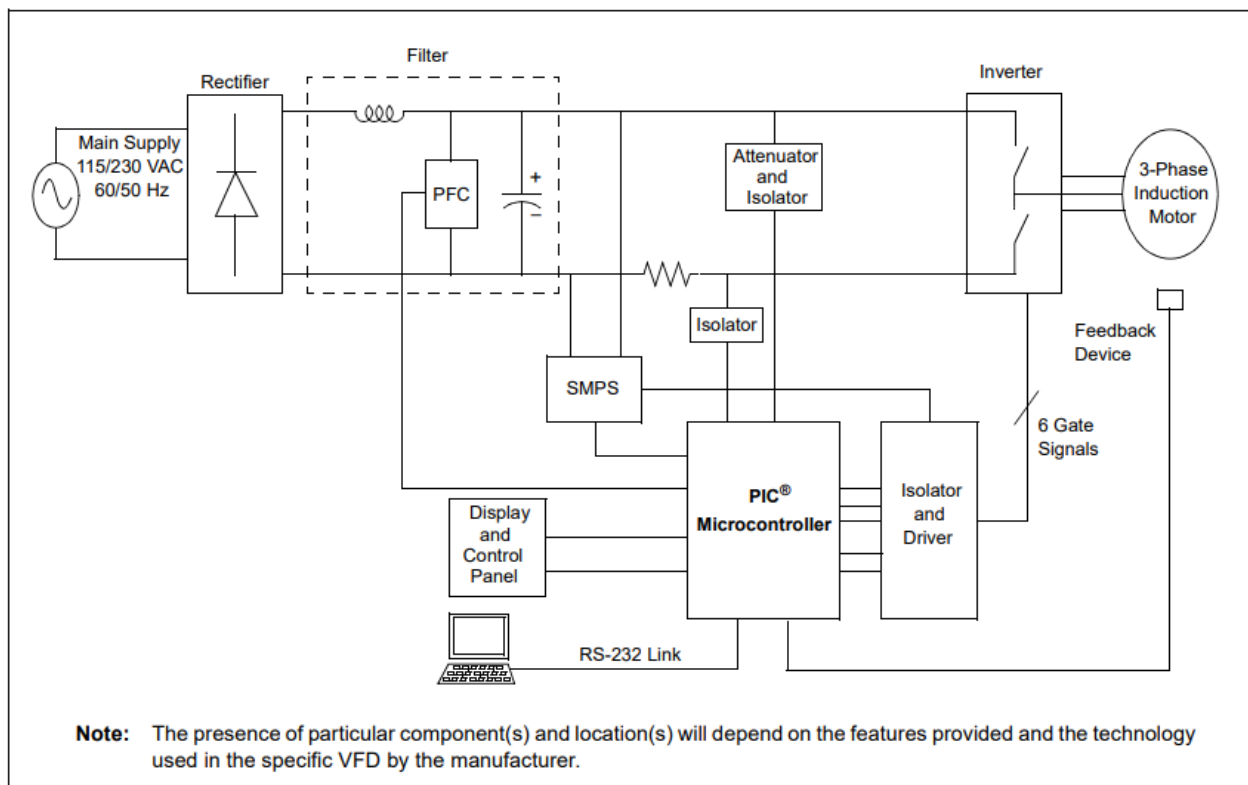 Filter
Rectifier
Inverter
Main Supply
115/230 VAC
60/50 Hz
PFC
+
–
Attenuator
and
Isolator
3-Phase
Induction
Motor
Isolator
Feedback
Device
SMPS
6 Gate
Signals
PIC®
Microcontroller
Isolator
and
Driver
Display
and
Control
Panel
RS-232 Link
Note: The presence of particular component(s) and location(s) will depend on the features provided and the technology
used in the specific VFD by the manufacturer.